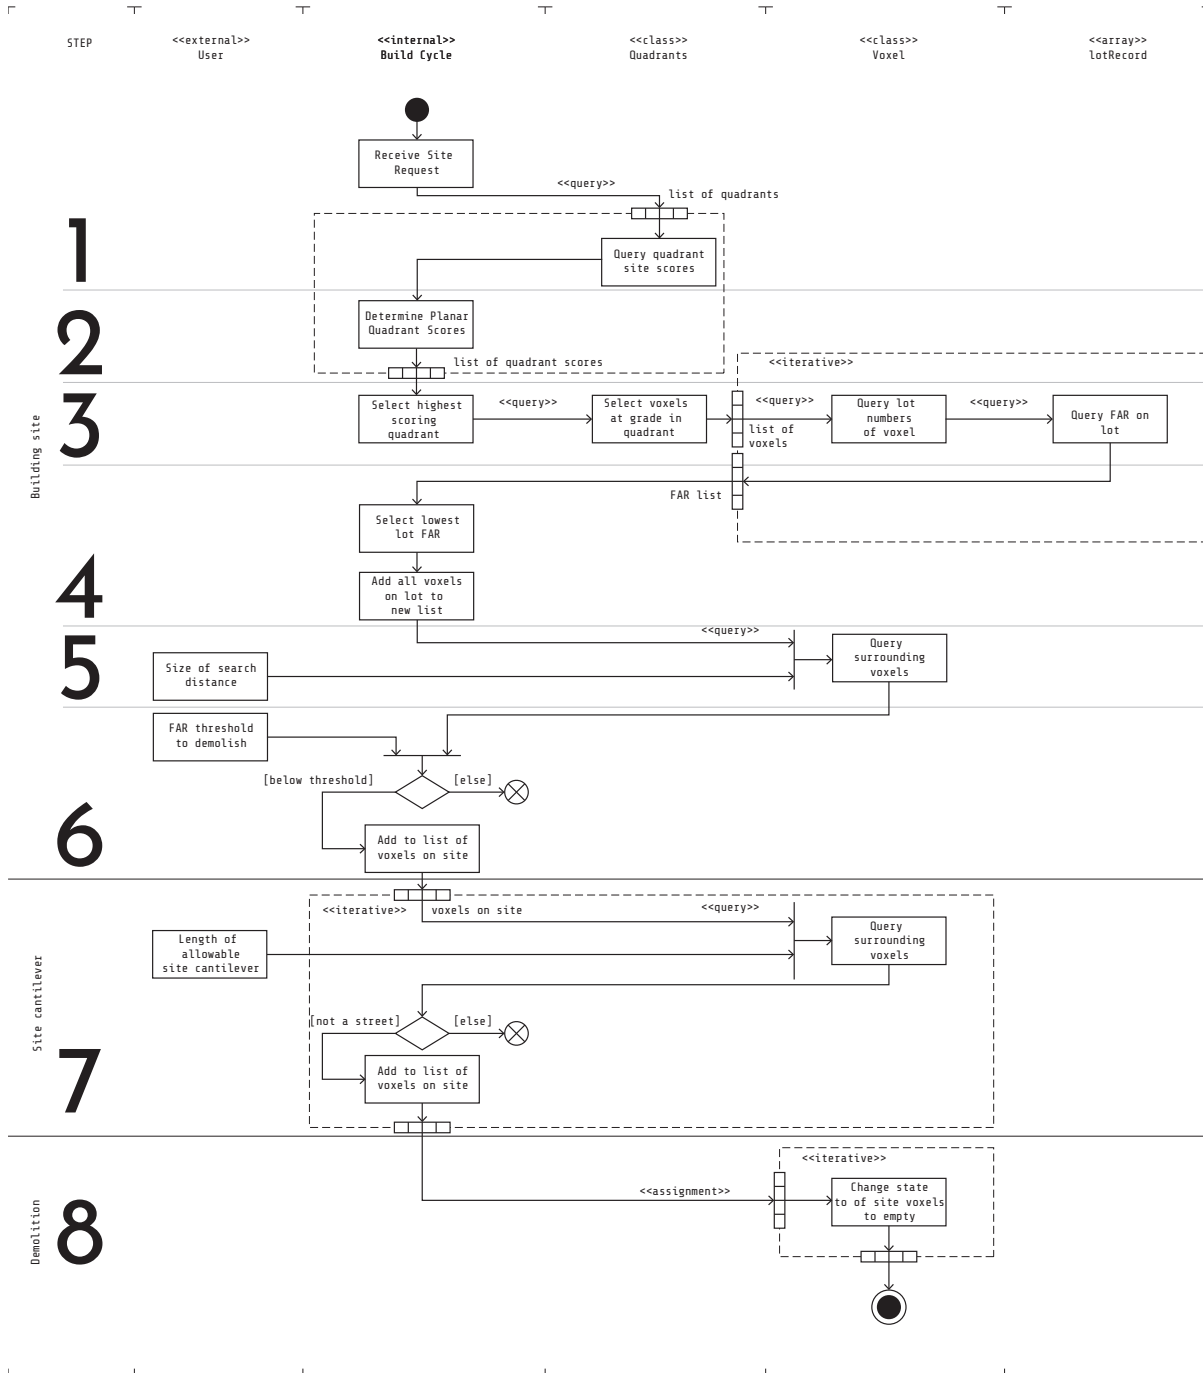 STEP
<<external>>
User
<<internal>>
Build Cycle
<<class>>
Quadrants
<<class>>
Voxel
<<array>>
lotRecord
Receive Site
Request
<<query>>
list of quadrants
1
Query quadrant
site scores
2
Determine Planar
Quadrant Scores
list of quadrant scores
<<iterative>>
Building site
3
Select highest
scoring
quadrant
<<query>>
Select voxels
at grade in
quadrant
<<query>>
list of
voxels
Query lot
numbers
of voxel
<<query>>
Query FAR on
lot
FAR list
4
Select lowest
lot FAR
Add all voxels
on lot to
new list
5
<<query>>
Size of search
distance
Query
surrounding
voxels
FAR threshold
to demolish
[below threshold]
[else]
6
Add to list of
voxels on site
<<iterative>>
voxels on site
<<query>>
Site cantilever
Length of
allowable
site cantilever
Query
surrounding
voxels
[not a street]
[else]
7
Add to list of
voxels on site
<<iterative>>
Demolition
8
<<assignment>>
Change state
to of site voxels
to empty